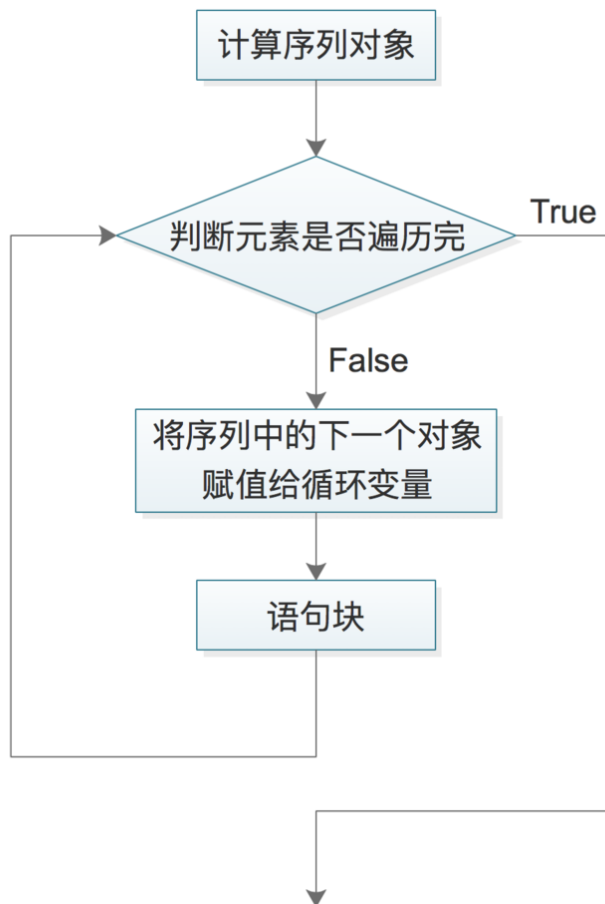 计算序列对象
判断元素是否遍历完
True
False
将序列中的下一个对象
赋值给循环变量
语句块